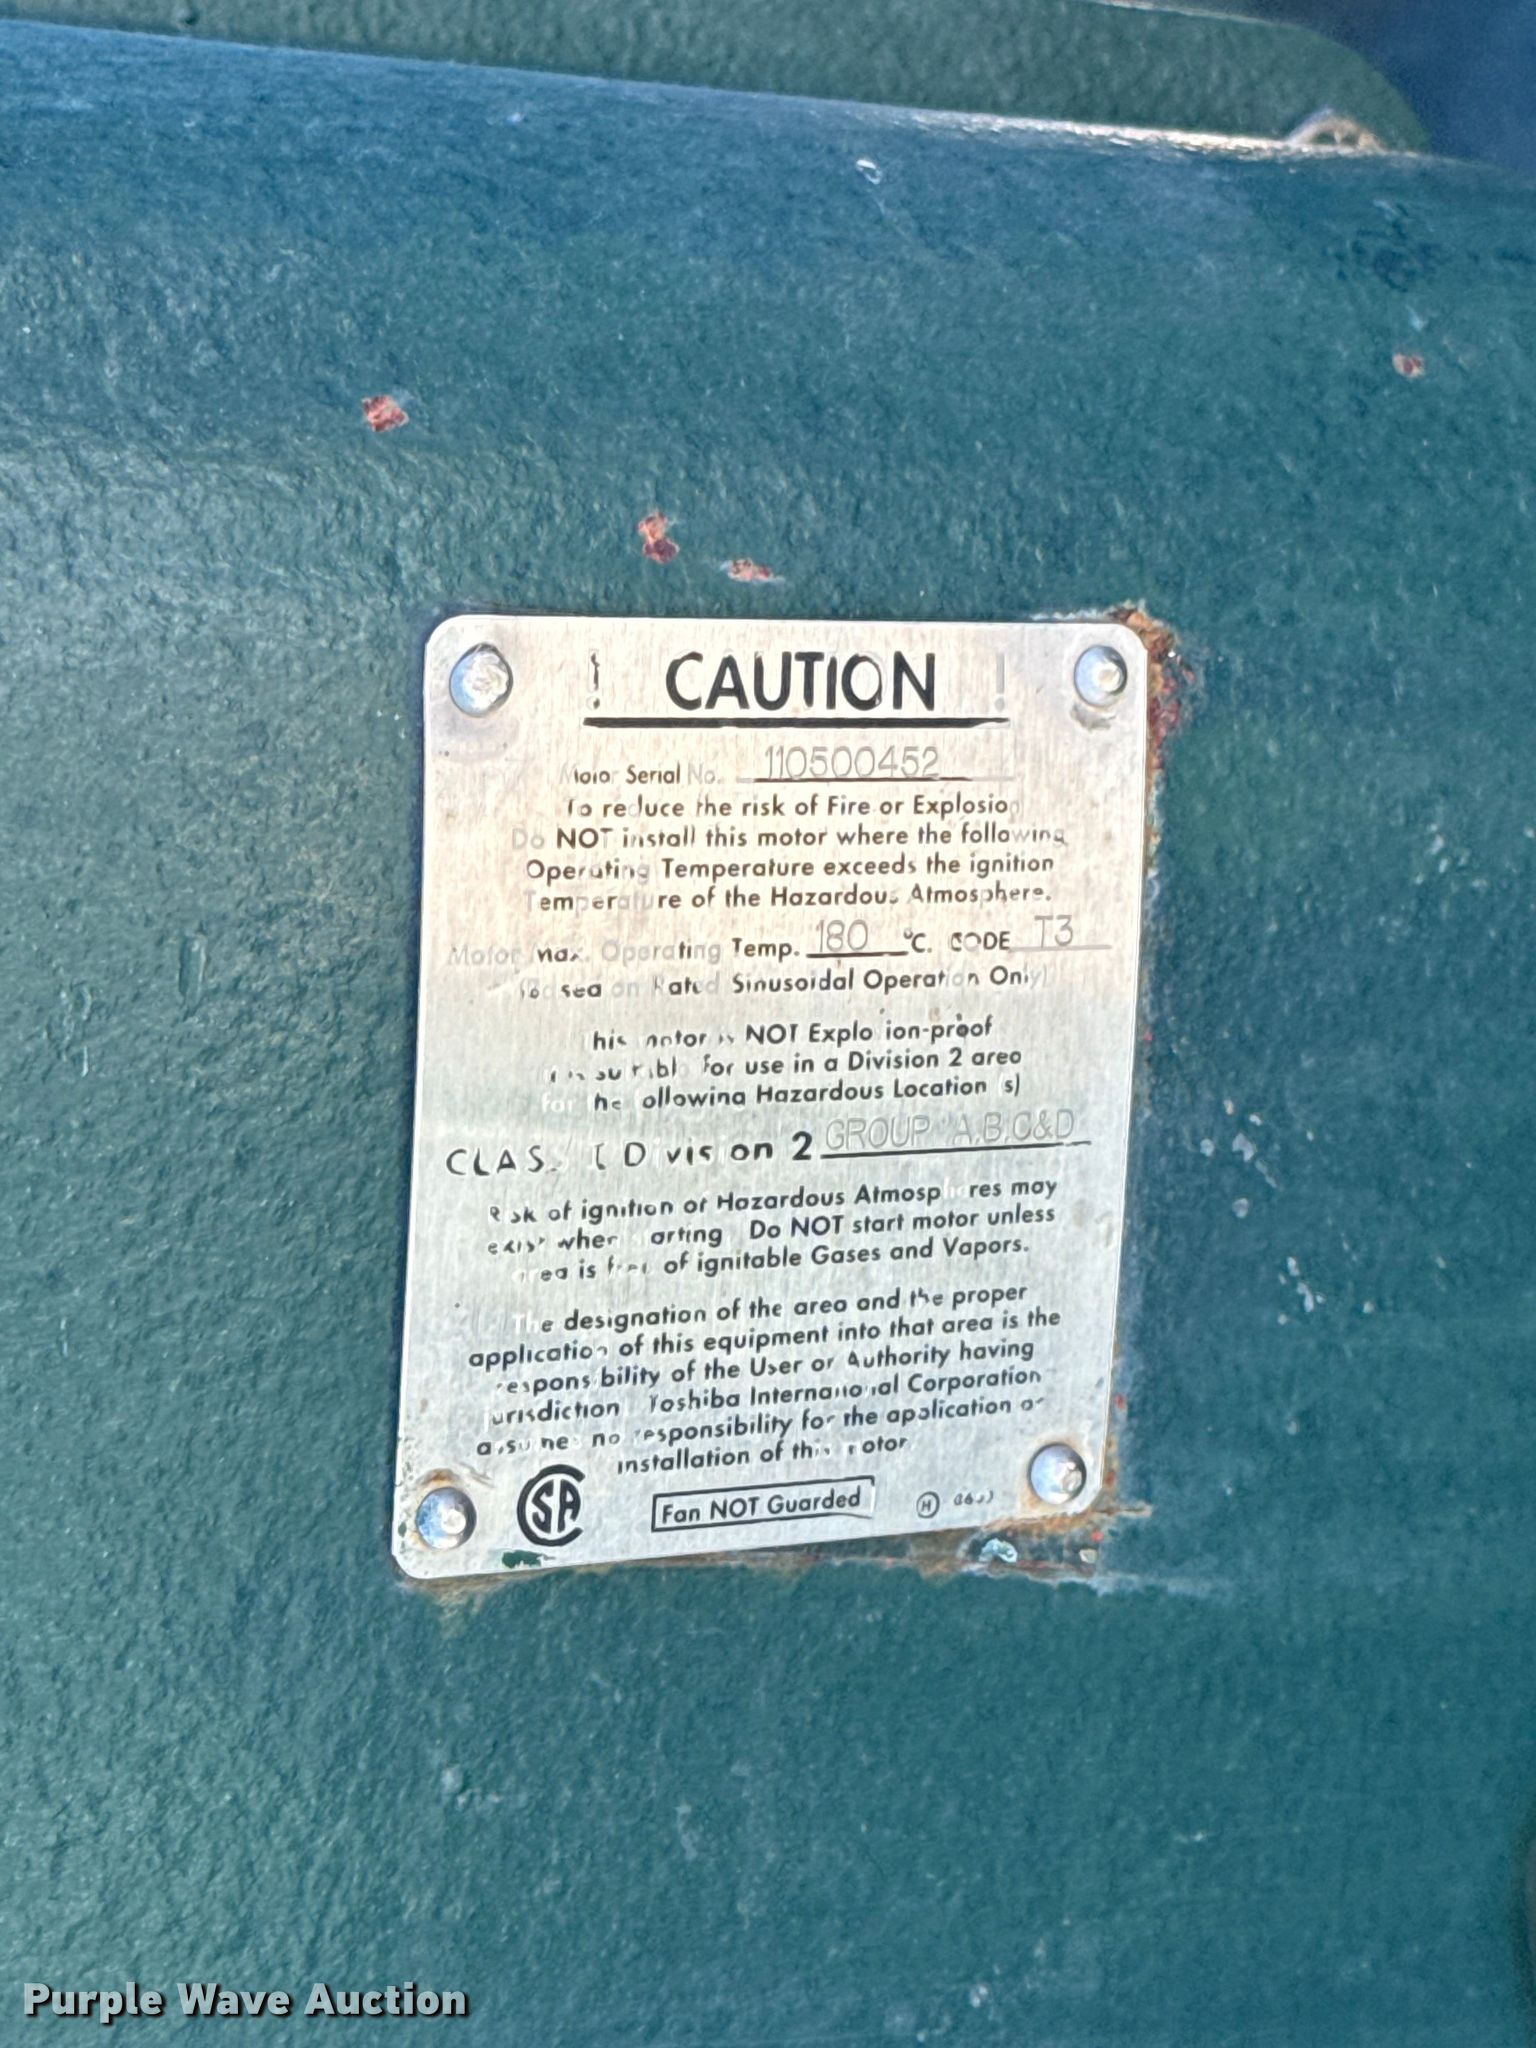 ! CAUTION !
Motor Serial No. 110500452
To reduce the risk of Fire or Explosion
Do NOT install this motor where the following
Operating Temperature exceeds the ignition
Temperature of the Hazardous Atmosphere.
Motor max. Operating Temp. 180 °C. CODE T3
(Based on Rated Sinusoidal Operation Only)
This motor is NOT Explosion-proof
for use in a Division 2 area
for the following Hazardous Location(s)
CLASS I Division 2 GROUP A,B,C&D
Risk of ignition of Hazardous Atmospheres may
exist when starting Do NOT start motor unless
area is free of ignitable Gases and Vapors.
The designation of the area and the proper
application of this equipment into that area is the
responsibility of the User or Authority having
jurisdiction Toshiba International Corporation
assumes no responsibility for the application or
installation of this motor
SA
Fan NOT Guarded
H
Purple Wave Auction